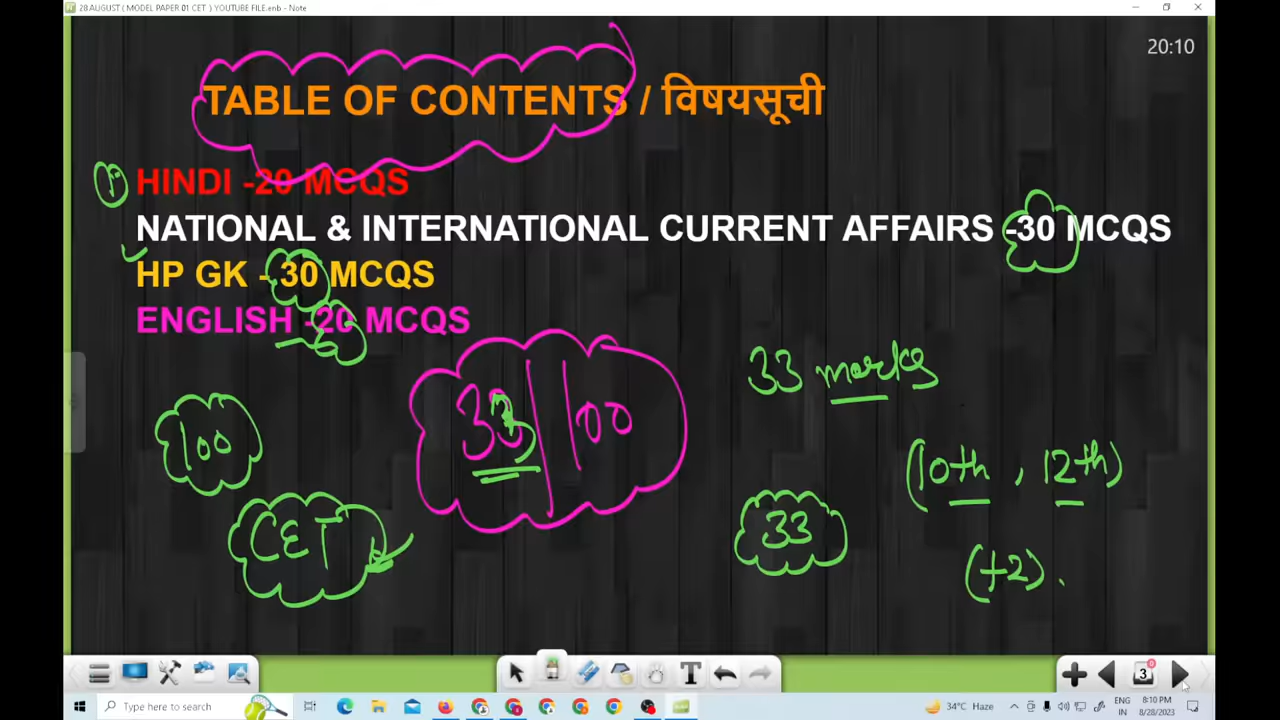 28 AUGUST ( MODEL PAPER 01 CET ) YOUTUBE FILE.enb - Note
20:10
TABLE OF CONTENTS / विषयसूची
HINDI -20 MCQS
NATIONAL & INTERNATIONAL CURRENT AFFAIRS -30 MCQS
HP GK - 30 MCQS
ENGLISH -20 MCQS
33 marks
33 | 100
100
(10th , 12th)
CET
33
(+2).
T
3
Type here to search
34°C Haze
ENG
IN
8:10 PM
8/28/2023